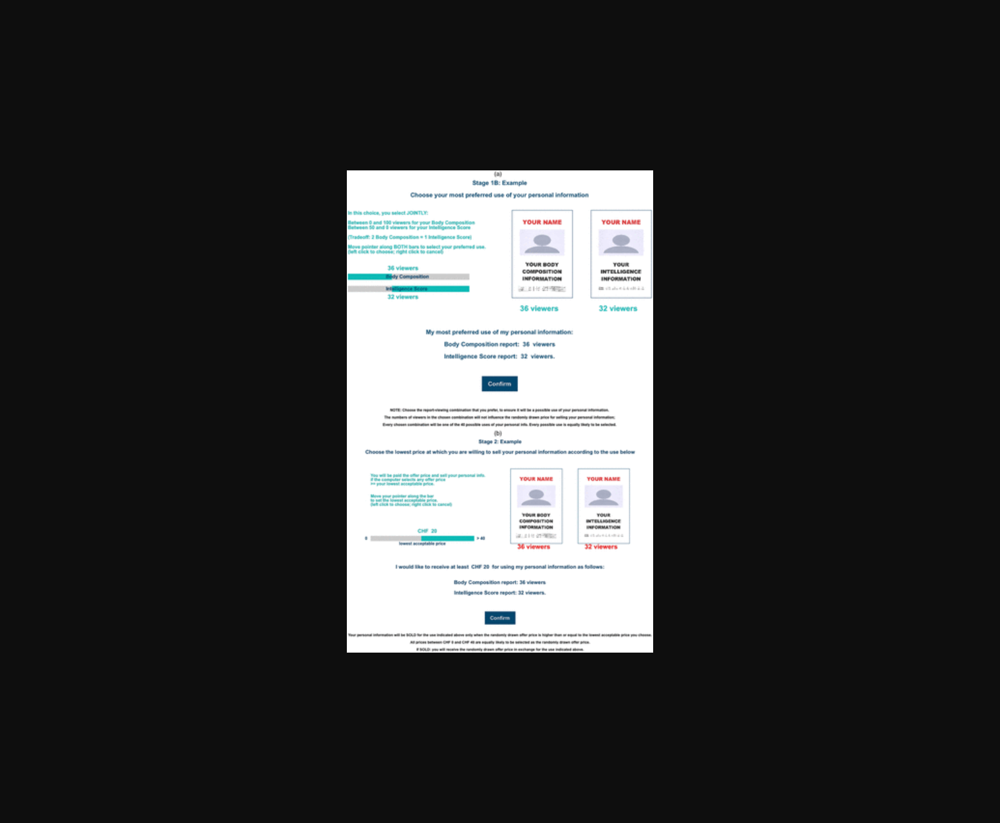 (a)
Stage 1B: Example
Choose your most preferred use of your personal information
In this choice, you select JOINTLY:
Between 0 and 100 viewers for your Body Composition
Between 50 and 0 viewers for your Intelligence Score
(Tradeoff: 2 Body Composition = 1 Intelligence Score)
Move pointer along BOTH bars to select your preferred use.
(left click to choose; right click to cancel)
36 viewers
Body Composition
Intelligence Score
32 viewers
YOUR NAME
YOUR BODY
COMPOSITION
INFORMATION
36 viewers
YOUR NAME
YOUR
INTELLIGENCE
INFORMATION
32 viewers
My most preferred use of my personal information:
Body Composition report: 36 viewers
Intelligence Score report: 32 viewers.
Confirm
NOTE: Choose the report-viewing combination that you prefer, to ensure it will be a possible use of your personal information.
The numbers of viewers in the chosen combination will not influence the randomly drawn price for selling your personal information;
Every chosen combination will be one of the 40 possible uses of your personal info. Every possible use is equally likely to be selected.
(b)
Stage 2: Example
Choose the lowest price at which you are willing to sell your personal information according to the use below
You will be paid the offer price and sell your personal info.
if the computer selects any offer price
>= your lowest acceptable price.
Move your pointer along the bar
to set the lowest acceptable price.
(left click to choose; right click to cancel)
CHF 20
0
> 40
lowest acceptable price
YOUR NAME
YOUR BODY
COMPOSITION
INFORMATION
36 viewers
YOUR NAME
YOUR
INTELLIGENCE
INFORMATION
32 viewers
I would like to receive at least CHF 20 for using my personal information as follows:
Body Composition report: 36 viewers
Intelligence Score report: 32 viewers.
Confirm
Your personal information will be SOLD for the use indicated above only when the randomly drawn offer price is higher than or equal to the lowest acceptable price you choose.
All prices between CHF 0 and CHF 40 are equally likely to be selected as the randomly drawn offer price.
If SOLD: you will receive the randomly drawn offer price in exchange for the use indicated above.